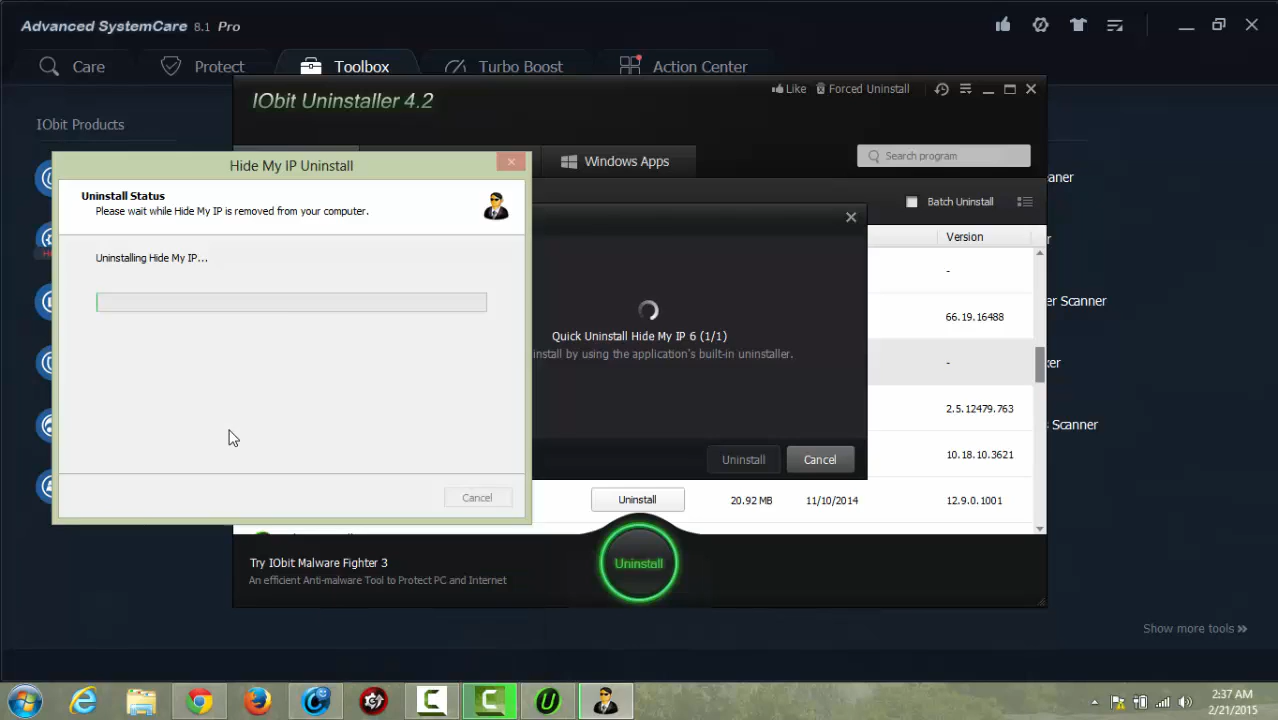 Advanced SystemCare 8.1 Pro
Care
Protect
Toolbox
Turbo Boost
Action Center
IObit Products
IObit Uninstaller 4.2
Like
Forced Uninstall
Windows Apps
Search program
Batch Uninstall
Version
-
66.19.16488
-
2.5.12479.763
10.18.10.3621
Uninstall
20.92 MB
11/10/2014
12.9.0.1001
Hide My IP Uninstall
Uninstall Status
Please wait while Hide My IP is removed from your computer.
Uninstalling Hide My IP...
Cancel
Quick Uninstall Hide My IP 6 (1/1)
install by using the application's built-in uninstaller.
Uninstall
Cancel
Try IObit Malware Fighter 3
An efficient Anti-malware Tool to Protect PC and Internet
Uninstall
Scanner
Scanner
Show more tools
2:37 AM
2/21/2015